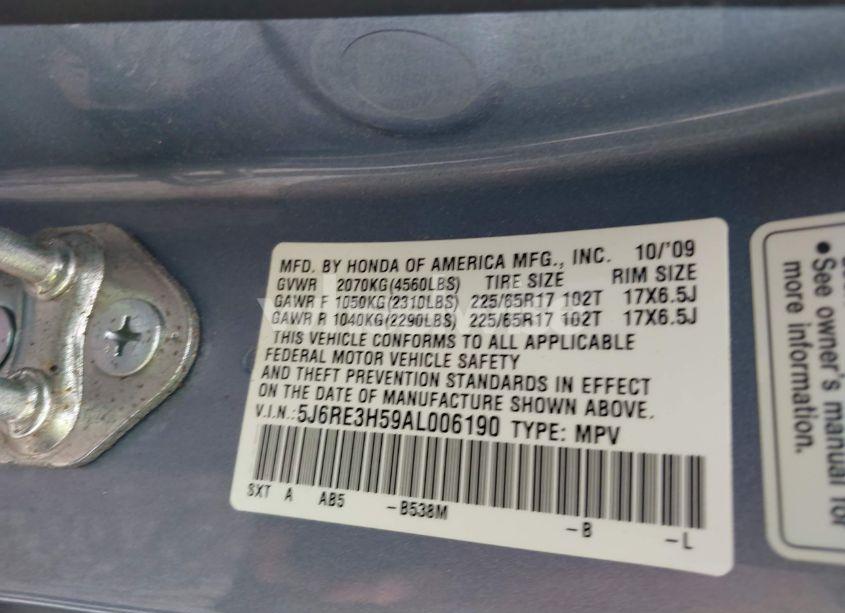 MFD. BY HONDA OF AMERICA MFG., INC. 10/'09
GVWR 2070KG(4560LBS) TIRE SIZE RIM SIZE
GAWR F 1050KG(2310LBS) 225/65R17 102T 17X6.5J
GAWR R 1040KG(2290LBS) 225/65R17 102T 17X6.5J
THIS VEHICLE CONFORMS TO ALL APPLICABLE
FEDERAL MOTOR VEHICLE SAFETY
AND THEFT PREVENTION STANDARDS IN EFFECT
ON THE DATE OF MANUFACTURE SHOWN ABOVE.
V.I.N.: 5J6RE3H59AL006190 TYPE: MPV
SXT A AB5 -B538M -B -L
• See owner's manual
more information.